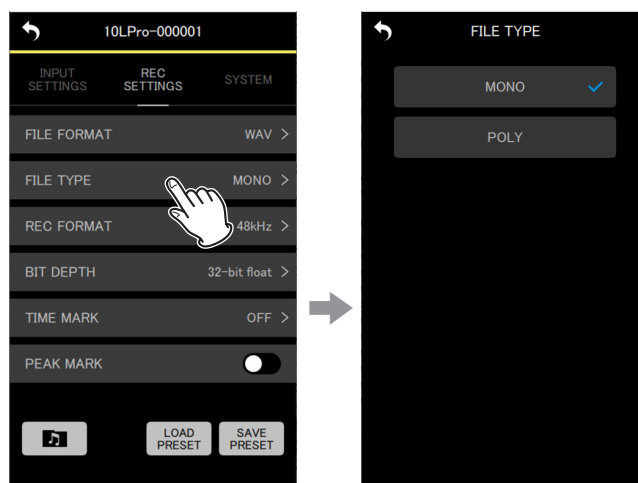 10LPro-000001
INPUT
SETTINGS
REC
SETTINGS
SYSTEM
FILE FORMAT WAV >
FILE TYPE MONO >
REC FORMAT 48kHz >
BIT DEPTH 32-bit float >
TIME MARK OFF >
PEAK MARK
LOAD
PRESET
SAVE
PRESET
FILE TYPE
MONO
POLY